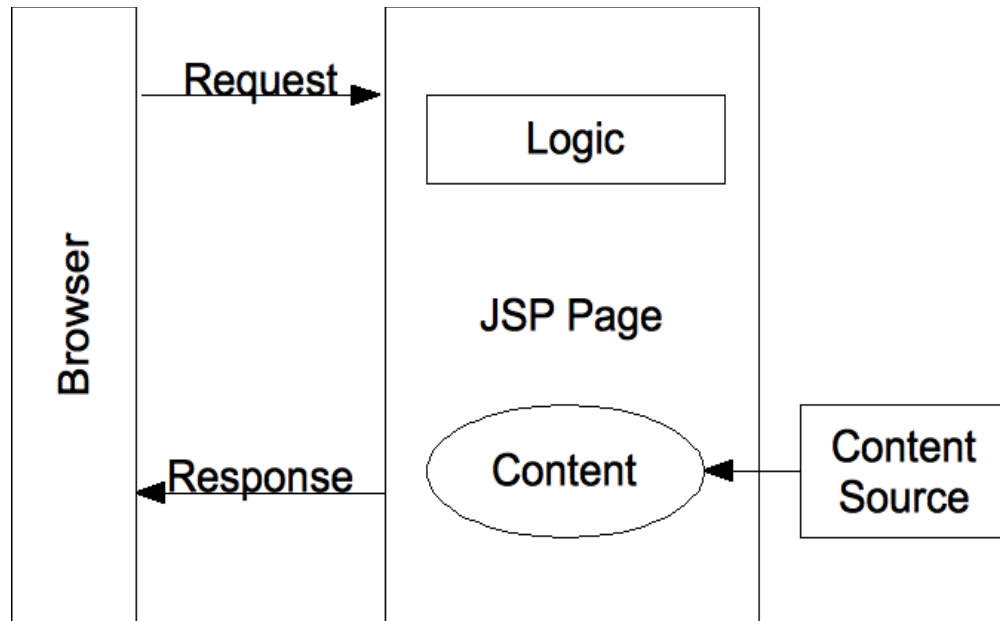 Request
Logic
Browser
JSP Page
Content
Content
Source
Response